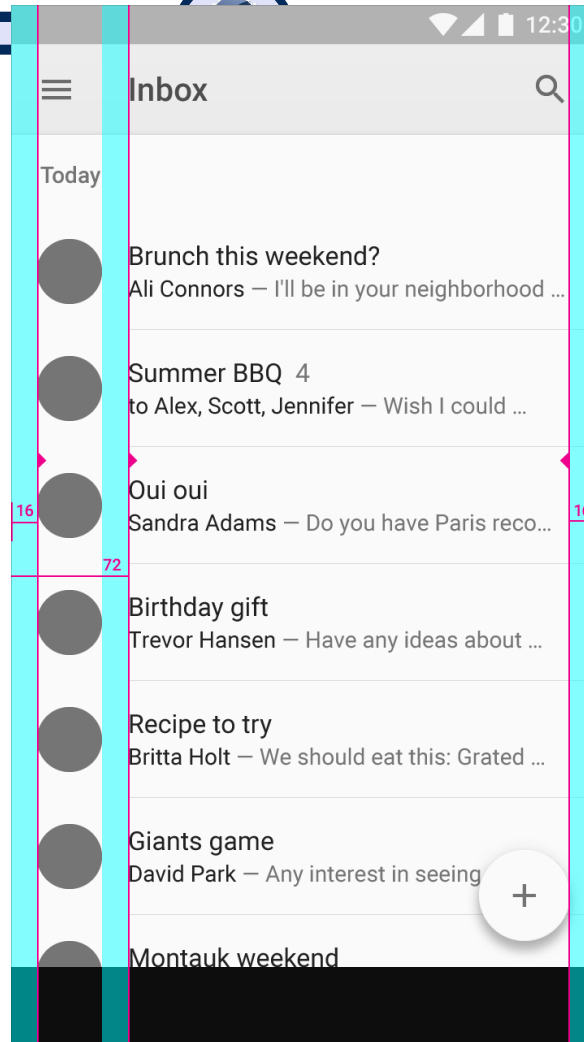 12:30
Inbox
Today
Brunch this weekend?
Ali Connors — I'll be in your neighborhood ...
Summer BBQ 4
to Alex, Scott, Jennifer — Wish I could ...
Oui oui
Sandra Adams — Do you have Paris reco...
16
72
Birthday gift
Trevor Hansen — Have any ideas about ...
Recipe to try
Britta Holt — We should eat this: Grated ...
Giants game
David Park — Any interest in seeing
Montauk weekend